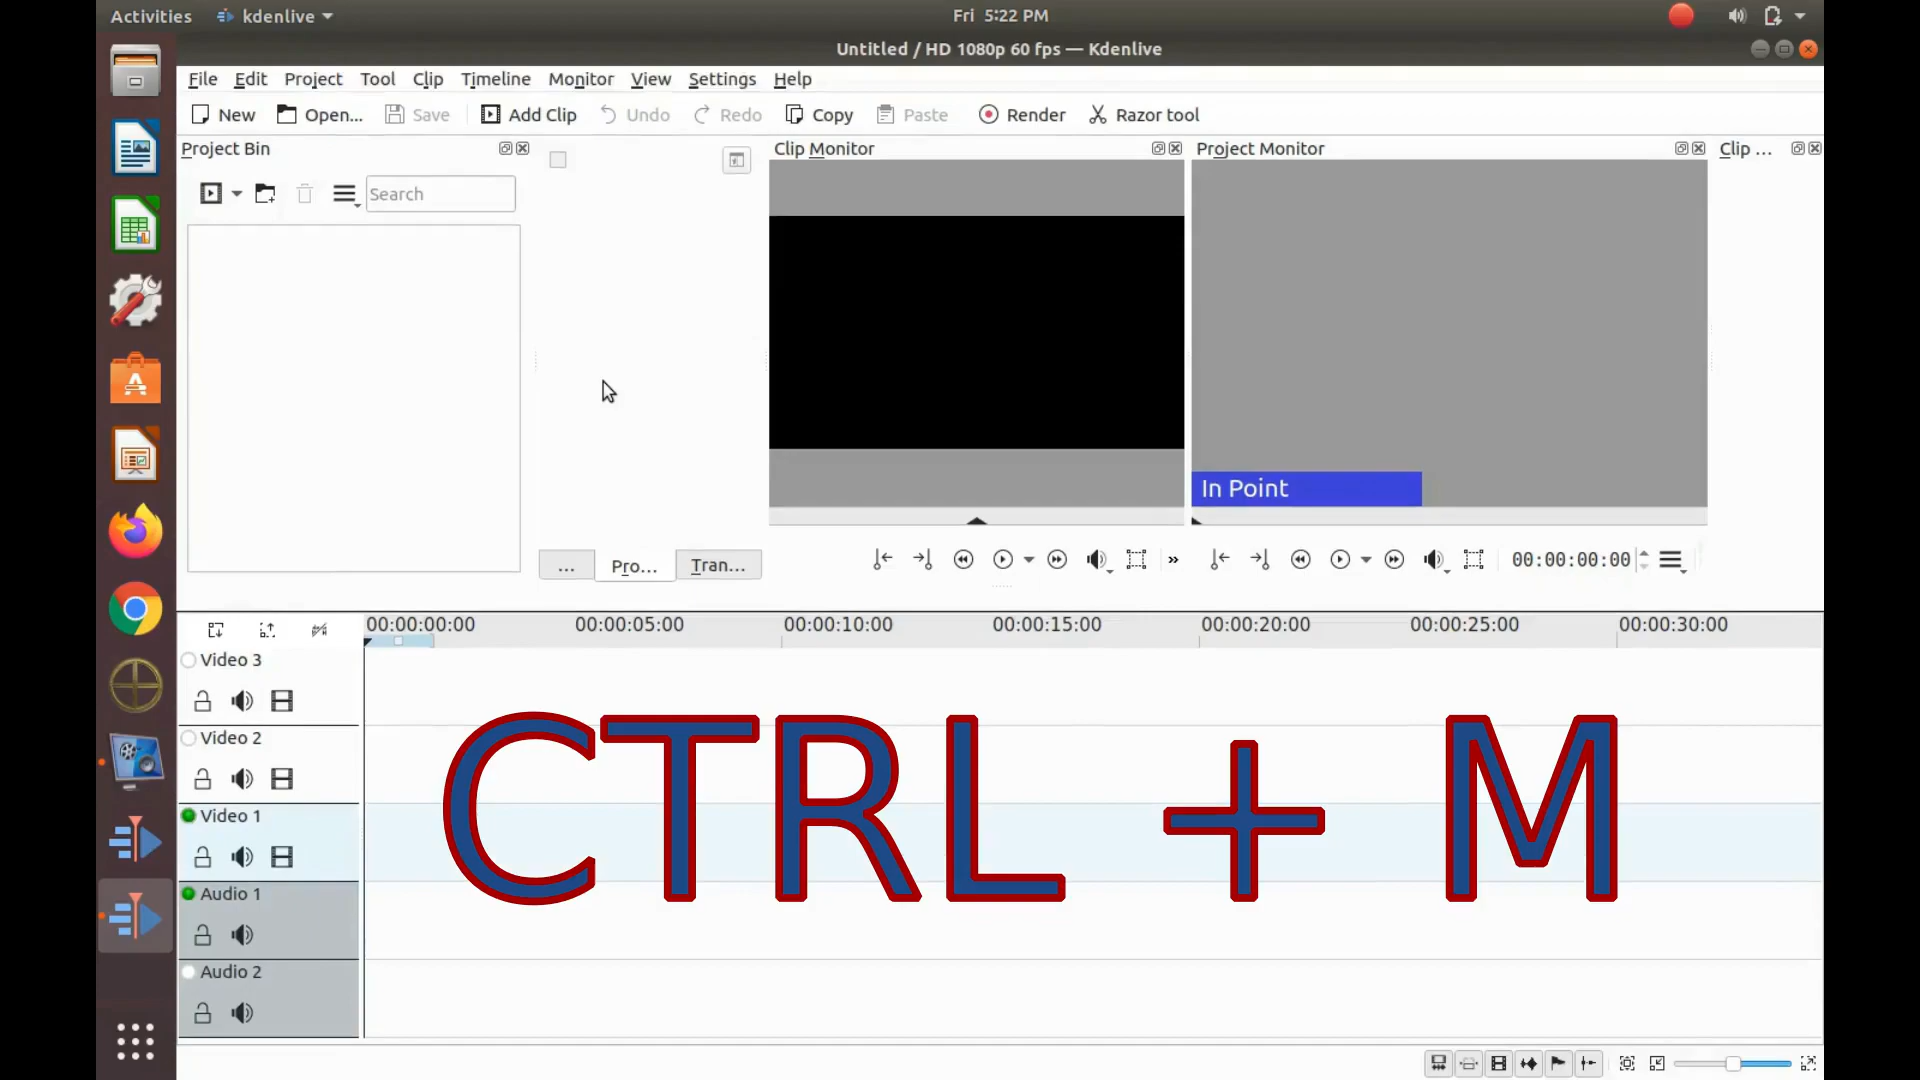 Activities kdenlive Fri 5:22 PM
Untitled / HD 1080p 60 fps — Kdenlive
File Edit Project Tool Clip Timeline Monitor View Settings Help
New Open... Save Add Clip Undo Redo Copy Paste Render Razor tool
Project Bin Clip Monitor Project Monitor Clip ...
Search
In Point
... Pro... Tran... 00:00:00:00
00:00:00:00 00:00:05:00 00:00:10:00 00:00:15:00 00:00:20:00 00:00:25:00 00:00:30:00
Video 3
Video 2
Video 1
CTRL + M
Audio 1
Audio 2